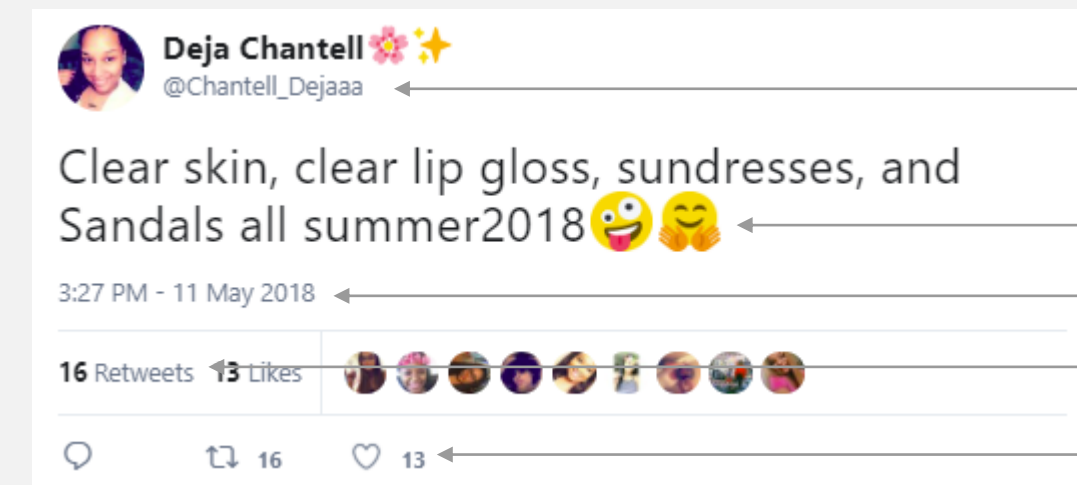 Deja Chantell🌸✨
@Chantell_Dejaaa
Clear skin, clear lip gloss, sundresses, and
Sandals all summer2018🤪🤗
3:27 PM - 11 May 2018
16 Retweets 13 Likes
16 13